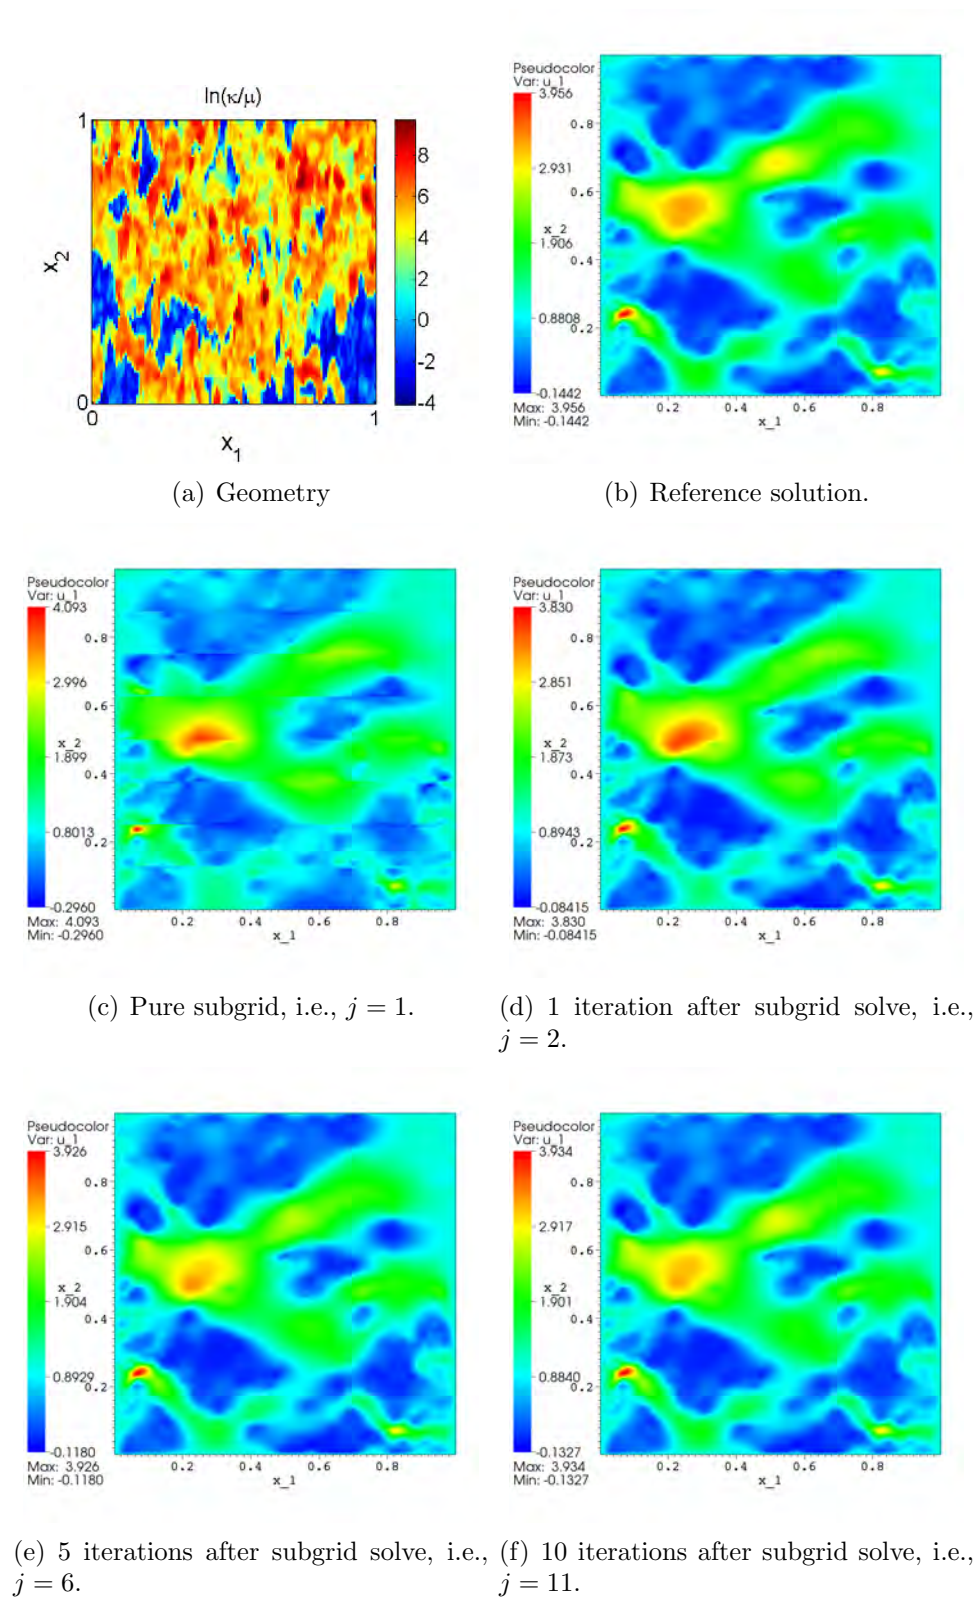 ln(κ/μ)
1
x_2
0
0
1
x_1
8
6
4
2
0
-2
-4
(a) Geometry
Pseudocolor
Var: u_1
3.956
2.931
1.906
0.8808
-0.1442
Max: 3.956
Min: -0.1442
0.8
0.6
x_2
0.4
0.2
0.2 0.4 0.6 0.8
x_1
(b) Reference solution.
Pseudocolor
Var: u_1
4.093
2.996
1.899
0.8013
-0.2960
Max: 4.093
Min: -0.2960
0.8
0.6
x_2
0.4
0.2
0.2 0.4 0.6 0.8
x_1
(c) Pure subgrid, i.e., j = 1.
Pseudocolor
Var: u_1
3.830
2.851
1.873
0.8943
-0.08415
Max: 3.830
Min: -0.08415
0.8
0.6
x_2
0.4
0.2
0.2 0.4 0.6 0.8
x_1
(d) 1 iteration after subgrid solve, i.e.,
j = 2.
Pseudocolor
Var: u_1
3.926
2.915
1.904
0.8929
-0.1180
Max: 3.926
Min: -0.1180
0.8
0.6
x_2
0.4
0.2
0.2 0.4 0.6 0.8
x_1
(e) 5 iterations after subgrid solve, i.e.,
j = 6.
Pseudocolor
Var: u_1
3.934
2.917
1.901
0.8840
-0.1327
Max: 3.934
Min: -0.1327
0.8
0.6
x_2
0.4
0.2
0.2 0.4 0.6 0.8
x_1
(f) 10 iterations after subgrid solve, i.e.,
j = 11.